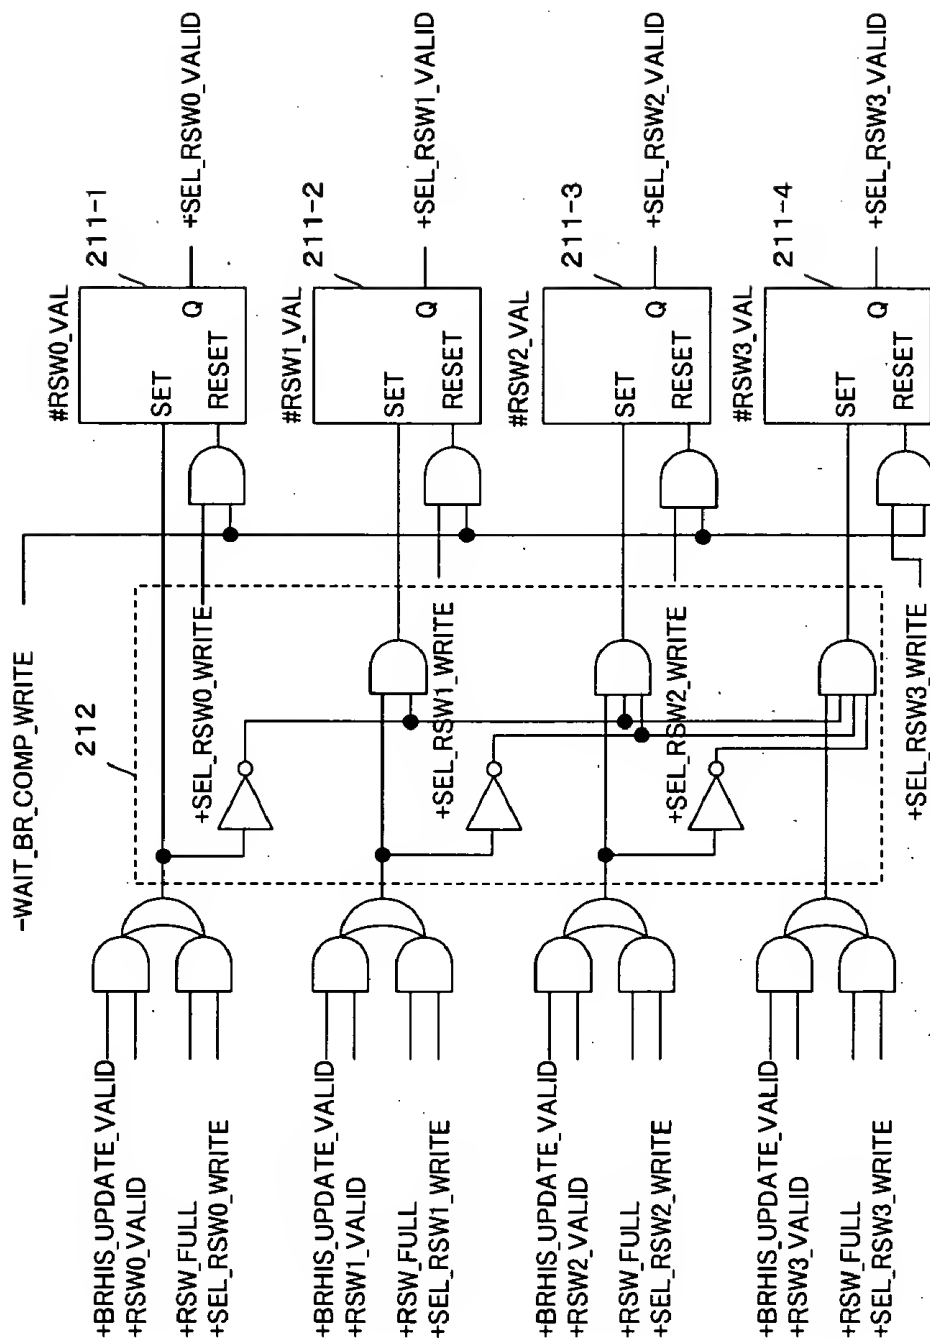 -WAIT_BR_COMP_WRITE
212
+BRHIS_UPDATE_VALID
+RSW0_VALID
+RSW_FULL
+SEL_RSW0_WRITE
+SEL_RSW0_WRITE
#RSW0_VAL
211-1
SET
RESET
Q
+SEL_RSW0_VALID
+BRHIS_UPDATE_VALID
+RSW1_VALID
+RSW_FULL
+SEL_RSW1_WRITE
+SEL_RSW1_WRITE
#RSW1_VAL
211-2
SET
RESET
Q
+SEL_RSW1_VALID
+BRHIS_UPDATE_VALID
+RSW2_VALID
+RSW_FULL
+SEL_RSW2_WRITE
+SEL_RSW2_WRITE
#RSW2_VAL
211-3
SET
RESET
Q
+SEL_RSW2_VALID
+BRHIS_UPDATE_VALID
+RSW3_VALID
+RSW_FULL
+SEL_RSW3_WRITE
+SEL_RSW3_WRITE
#RSW3_VAL
211-4
SET
RESET
Q
+SEL_RSW3_VALID